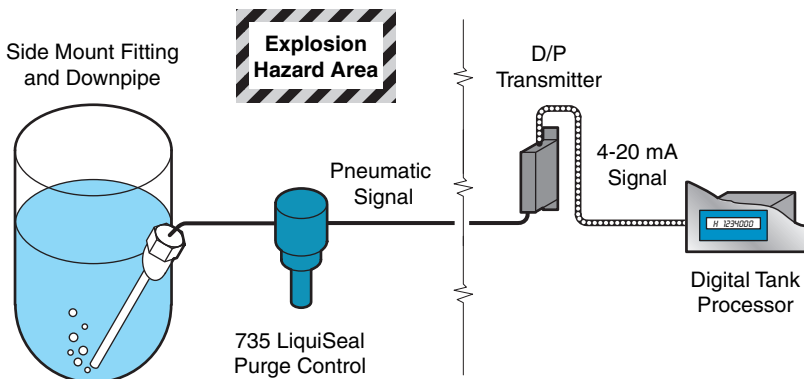 Side Mount Fitting
and Downpipe
Explosion
Hazard Area
D/P
Transmitter
Pneumatic
Signal
4-20 mA
Signal
H 1234000
735 LiquiSeal
Purge Control
Digital Tank
Processor